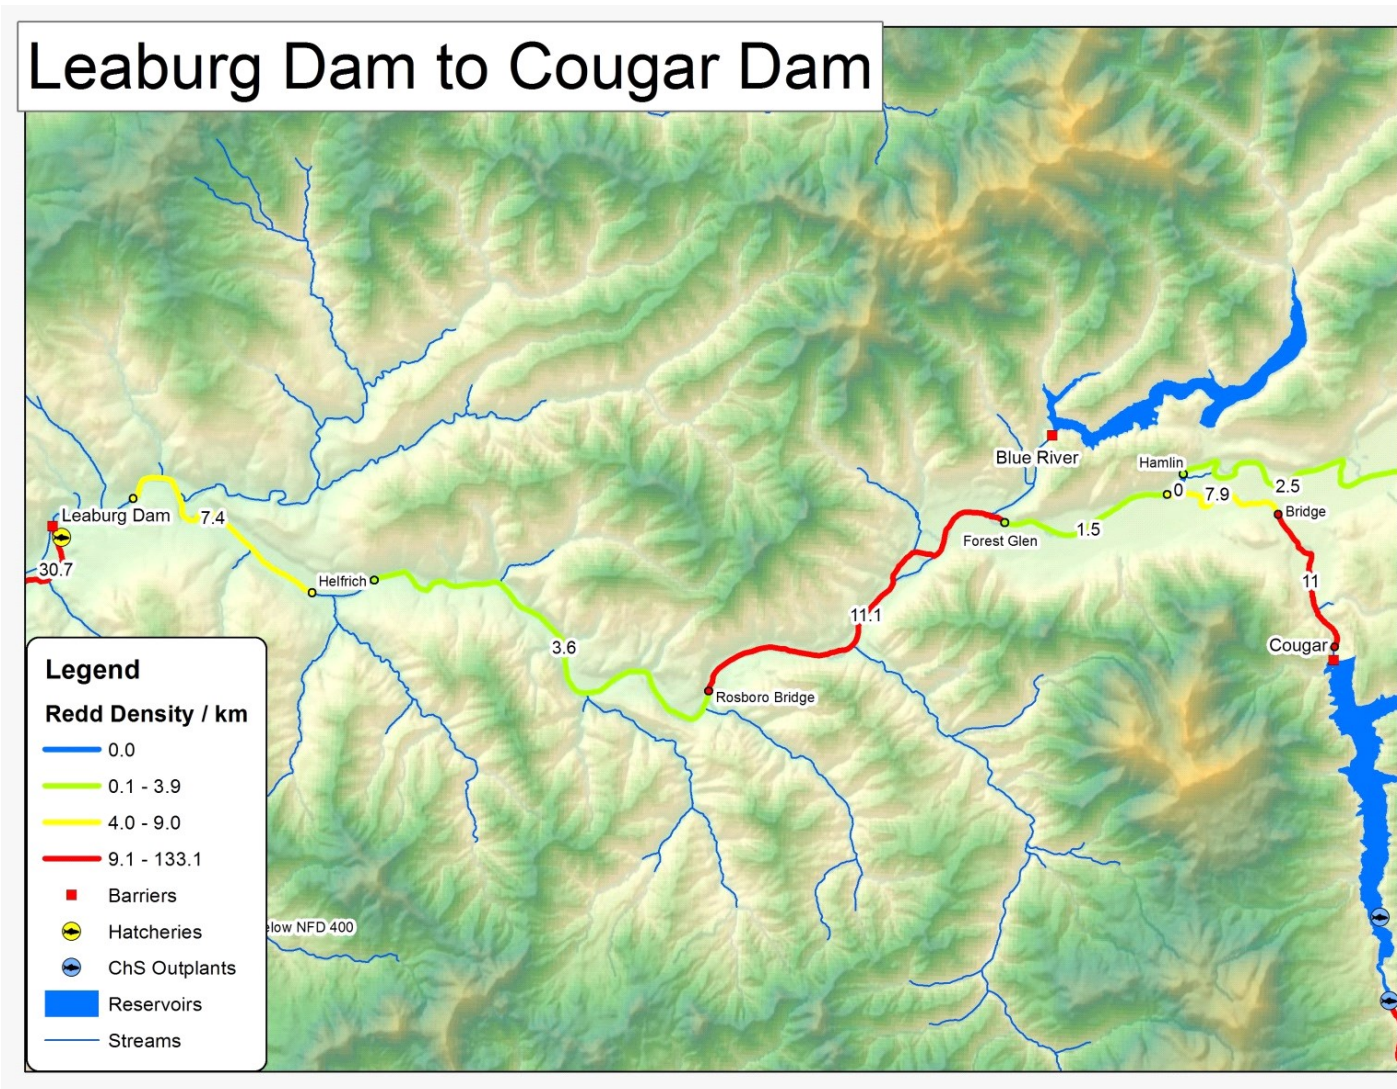 Leaburg Dam to Cougar Dam
Blue River
Hamlin
0
7.9
2.5
Bridge
Leaburg Dam
7.4
1.5
Forest Glen
30.7
Helfrich
11
11.1
3.6
Cougar
Rosboro Bridge
Legend
Redd Density / km
0.0
0.1 - 3.9
4.0 - 9.0
9.1 - 133.1
Barriers
Hatcheries
ChS Outplants
Reservoirs
Streams
elow NFD 400